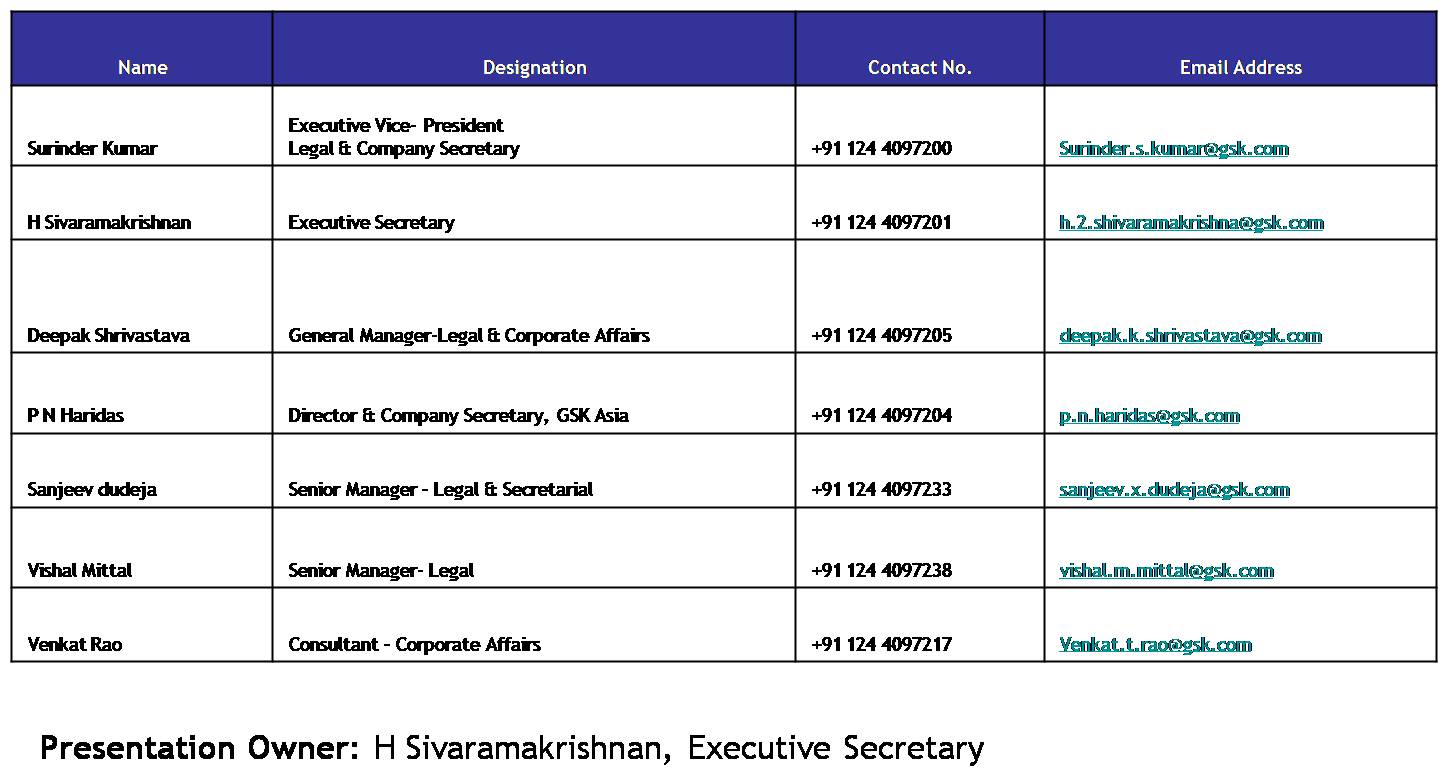 Name Designation Contact No. Email Address
Executive Vice- President
Surinder Kumar Legal & Company Secretary +91 124 4097200 Surinder.s.kumar@gsk.com
H Sivaramakrishnan Executive Secretary +91 124 4097201 h.2.shivaramakrishna@gsk.com
Deepak Shrivastava General Manager-Legal & Corporate Affairs +91 124 4097205 deepak.k.shrivastava@gsk.com
P N Haridas Director & Company Secretary, GSK Asia +91 124 4097204 p.n.haridas@gsk.com
Sanjeev dudeja Senior Manager - Legal & Secretarial +91 124 4097233 sanjeev.x.dudeja@gsk.com
Vishal Mittal Senior Manager- Legal +91 124 4097238 vishal.m.mittal@gsk.com
Venkat Rao Consultant - Corporate Affairs +91 124 4097217 Venkat.t.rao@gsk.com
Presentation Owner: H Sivaramakrishnan, Executive Secretary